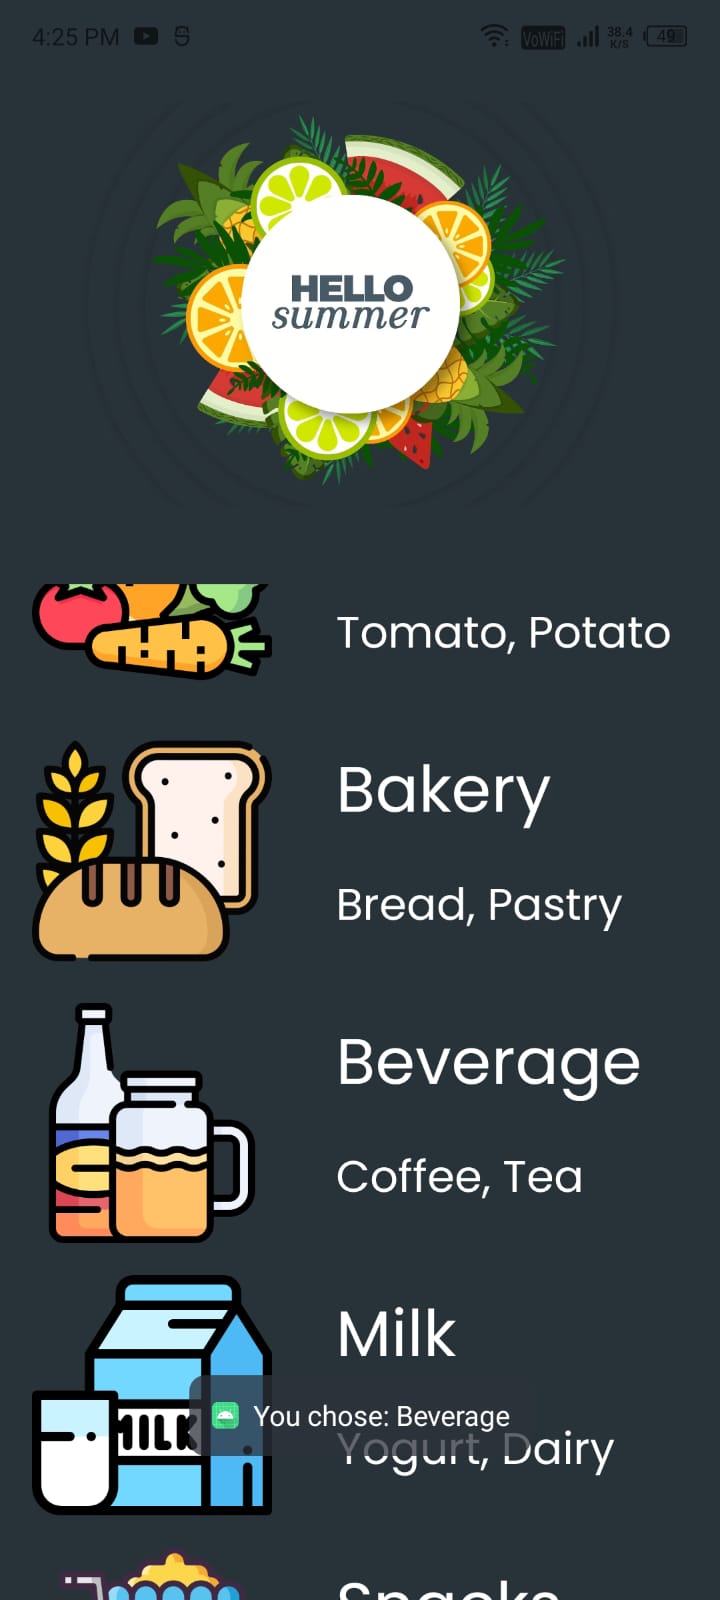 4:25 PM VoWiFi 38.4 K/S 49
HELLO
summer
Tomato, Potato
Bakery
Bread, Pastry
Beverage
Coffee, Tea
Milk
MILK
You chose: Beverage
Yogurt, Dairy
Snacks